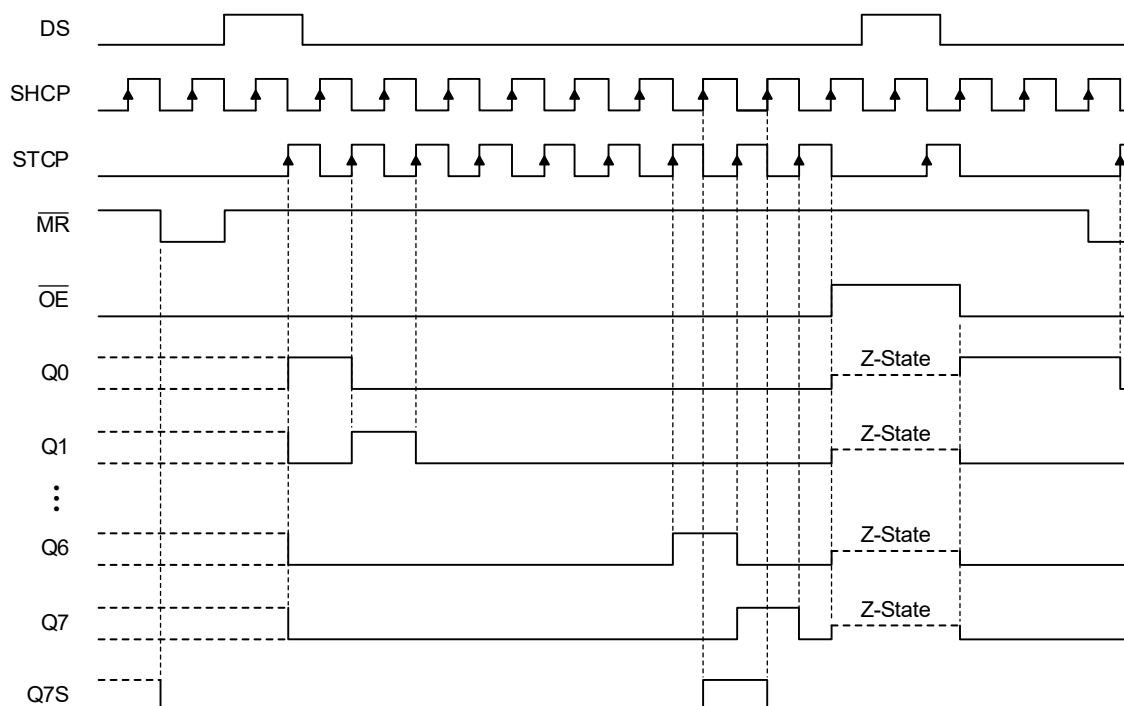 DS
SHCP
STCP
MR
OE
Q0
Z-State
Q1
Z-State
Q6
Z-State
Q7
Z-State
Q7S